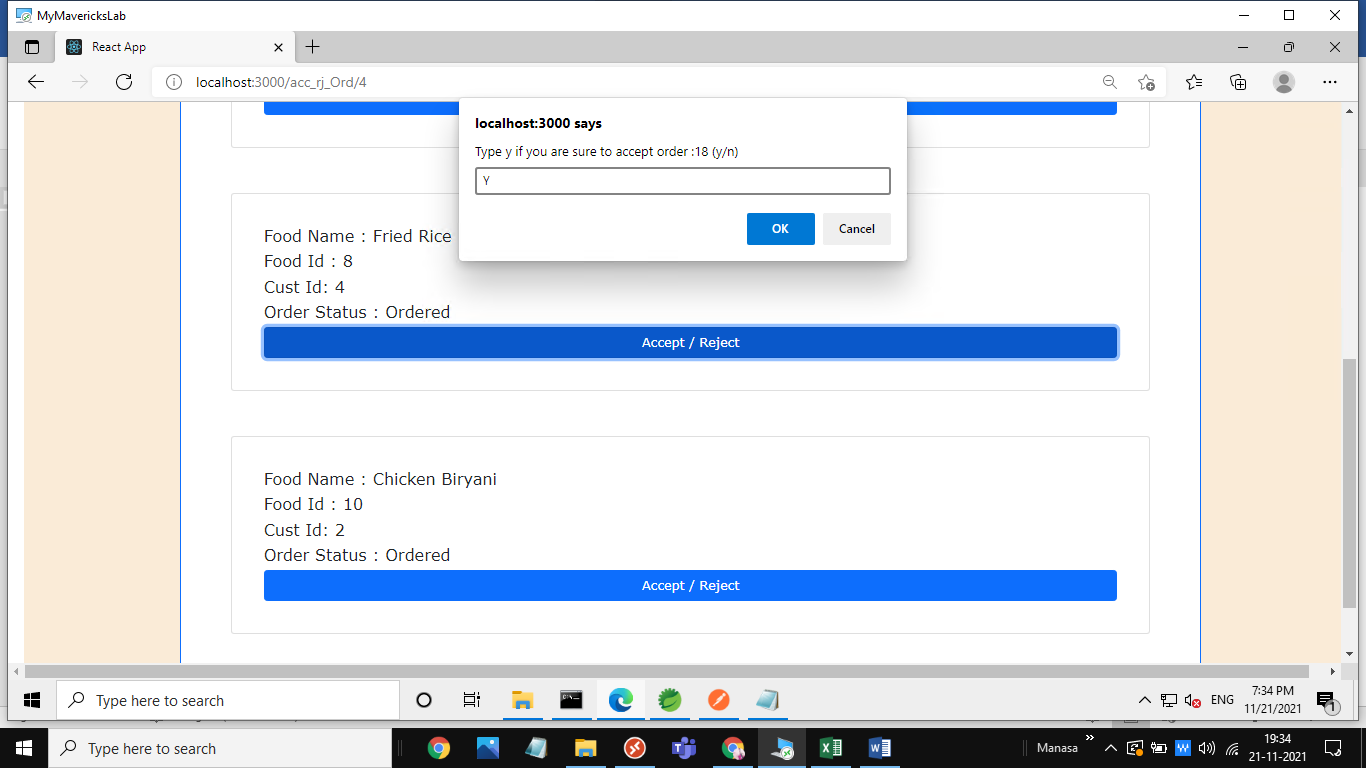 MyMavericksLab
React App
localhost:3000/acc_rj_Ord/4
localhost:3000 says
Type y if you are sure to accept order :18 (y/n)
Y
OK
Cancel
Food Name : Fried Rice
Food Id : 8
Cust Id: 4
Order Status : Ordered
Accept / Reject
Food Name : Chicken Biryani
Food Id : 10
Cust Id: 2
Order Status : Ordered
Accept / Reject
Type here to search
ENG
7:34 PM
11/21/2021
1
Type here to search
Manasa
19:34
21-11-2021